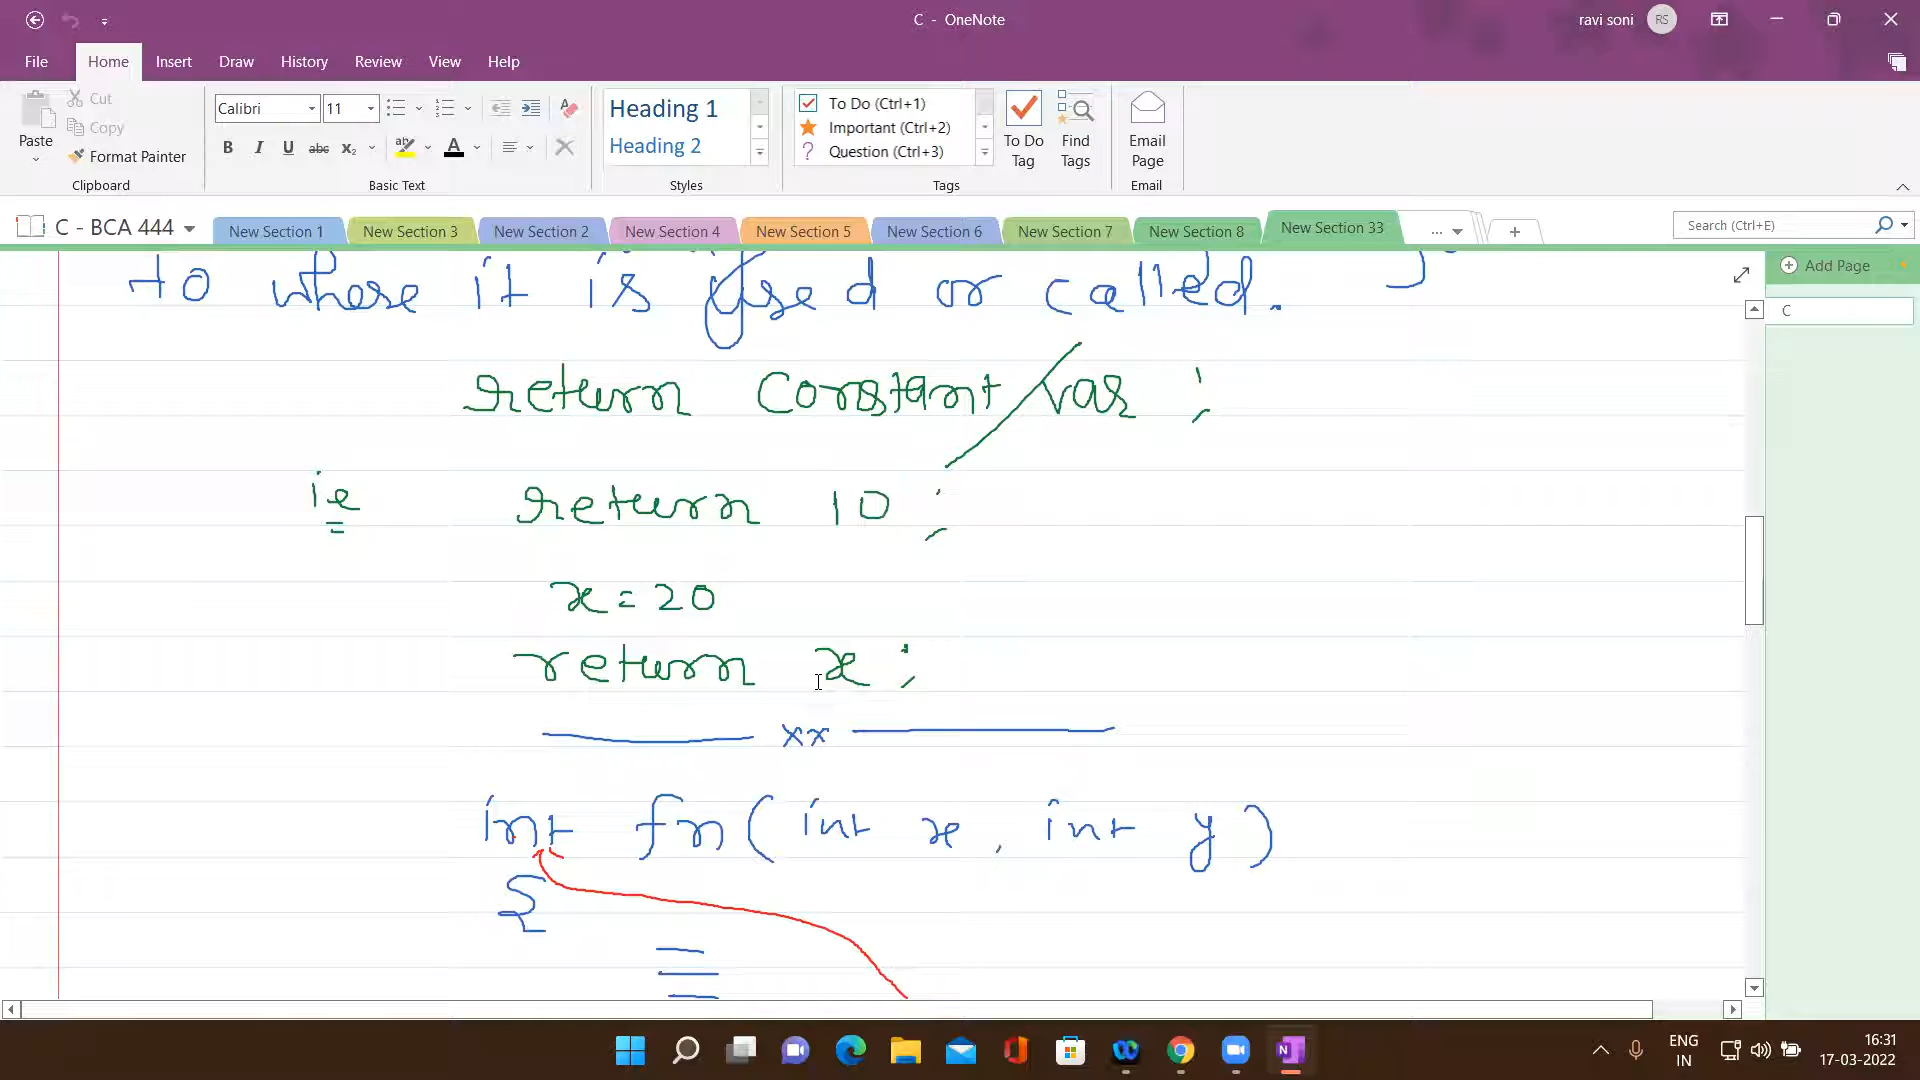 C - OneNote
ravi soni
RS
File Home Insert Draw History Review View Help
Paste
Cut
Copy
Format Painter
Clipboard
Calibri 11
B I U abc X₂ ab A
Basic Text
Heading 1
Heading 2
Styles
To Do (Ctrl+1)
Important (Ctrl+2)
Question (Ctrl+3)
Tags
To Do Tag
Find Tags
Email Page
Email
C - BCA 444
New Section 1 New Section 3 New Section 2 New Section 4 New Section 5 New Section 6 New Section 7 New Section 8 New Section 33 ...
Search (Ctrl+E)
Add Page
C
to where it is used or called.
return Constant / var ;
ie return 10 ;
x = 20
return x ;
xx
int fn ( int x , int y )
{
ENG
IN
16:31
17-03-2022